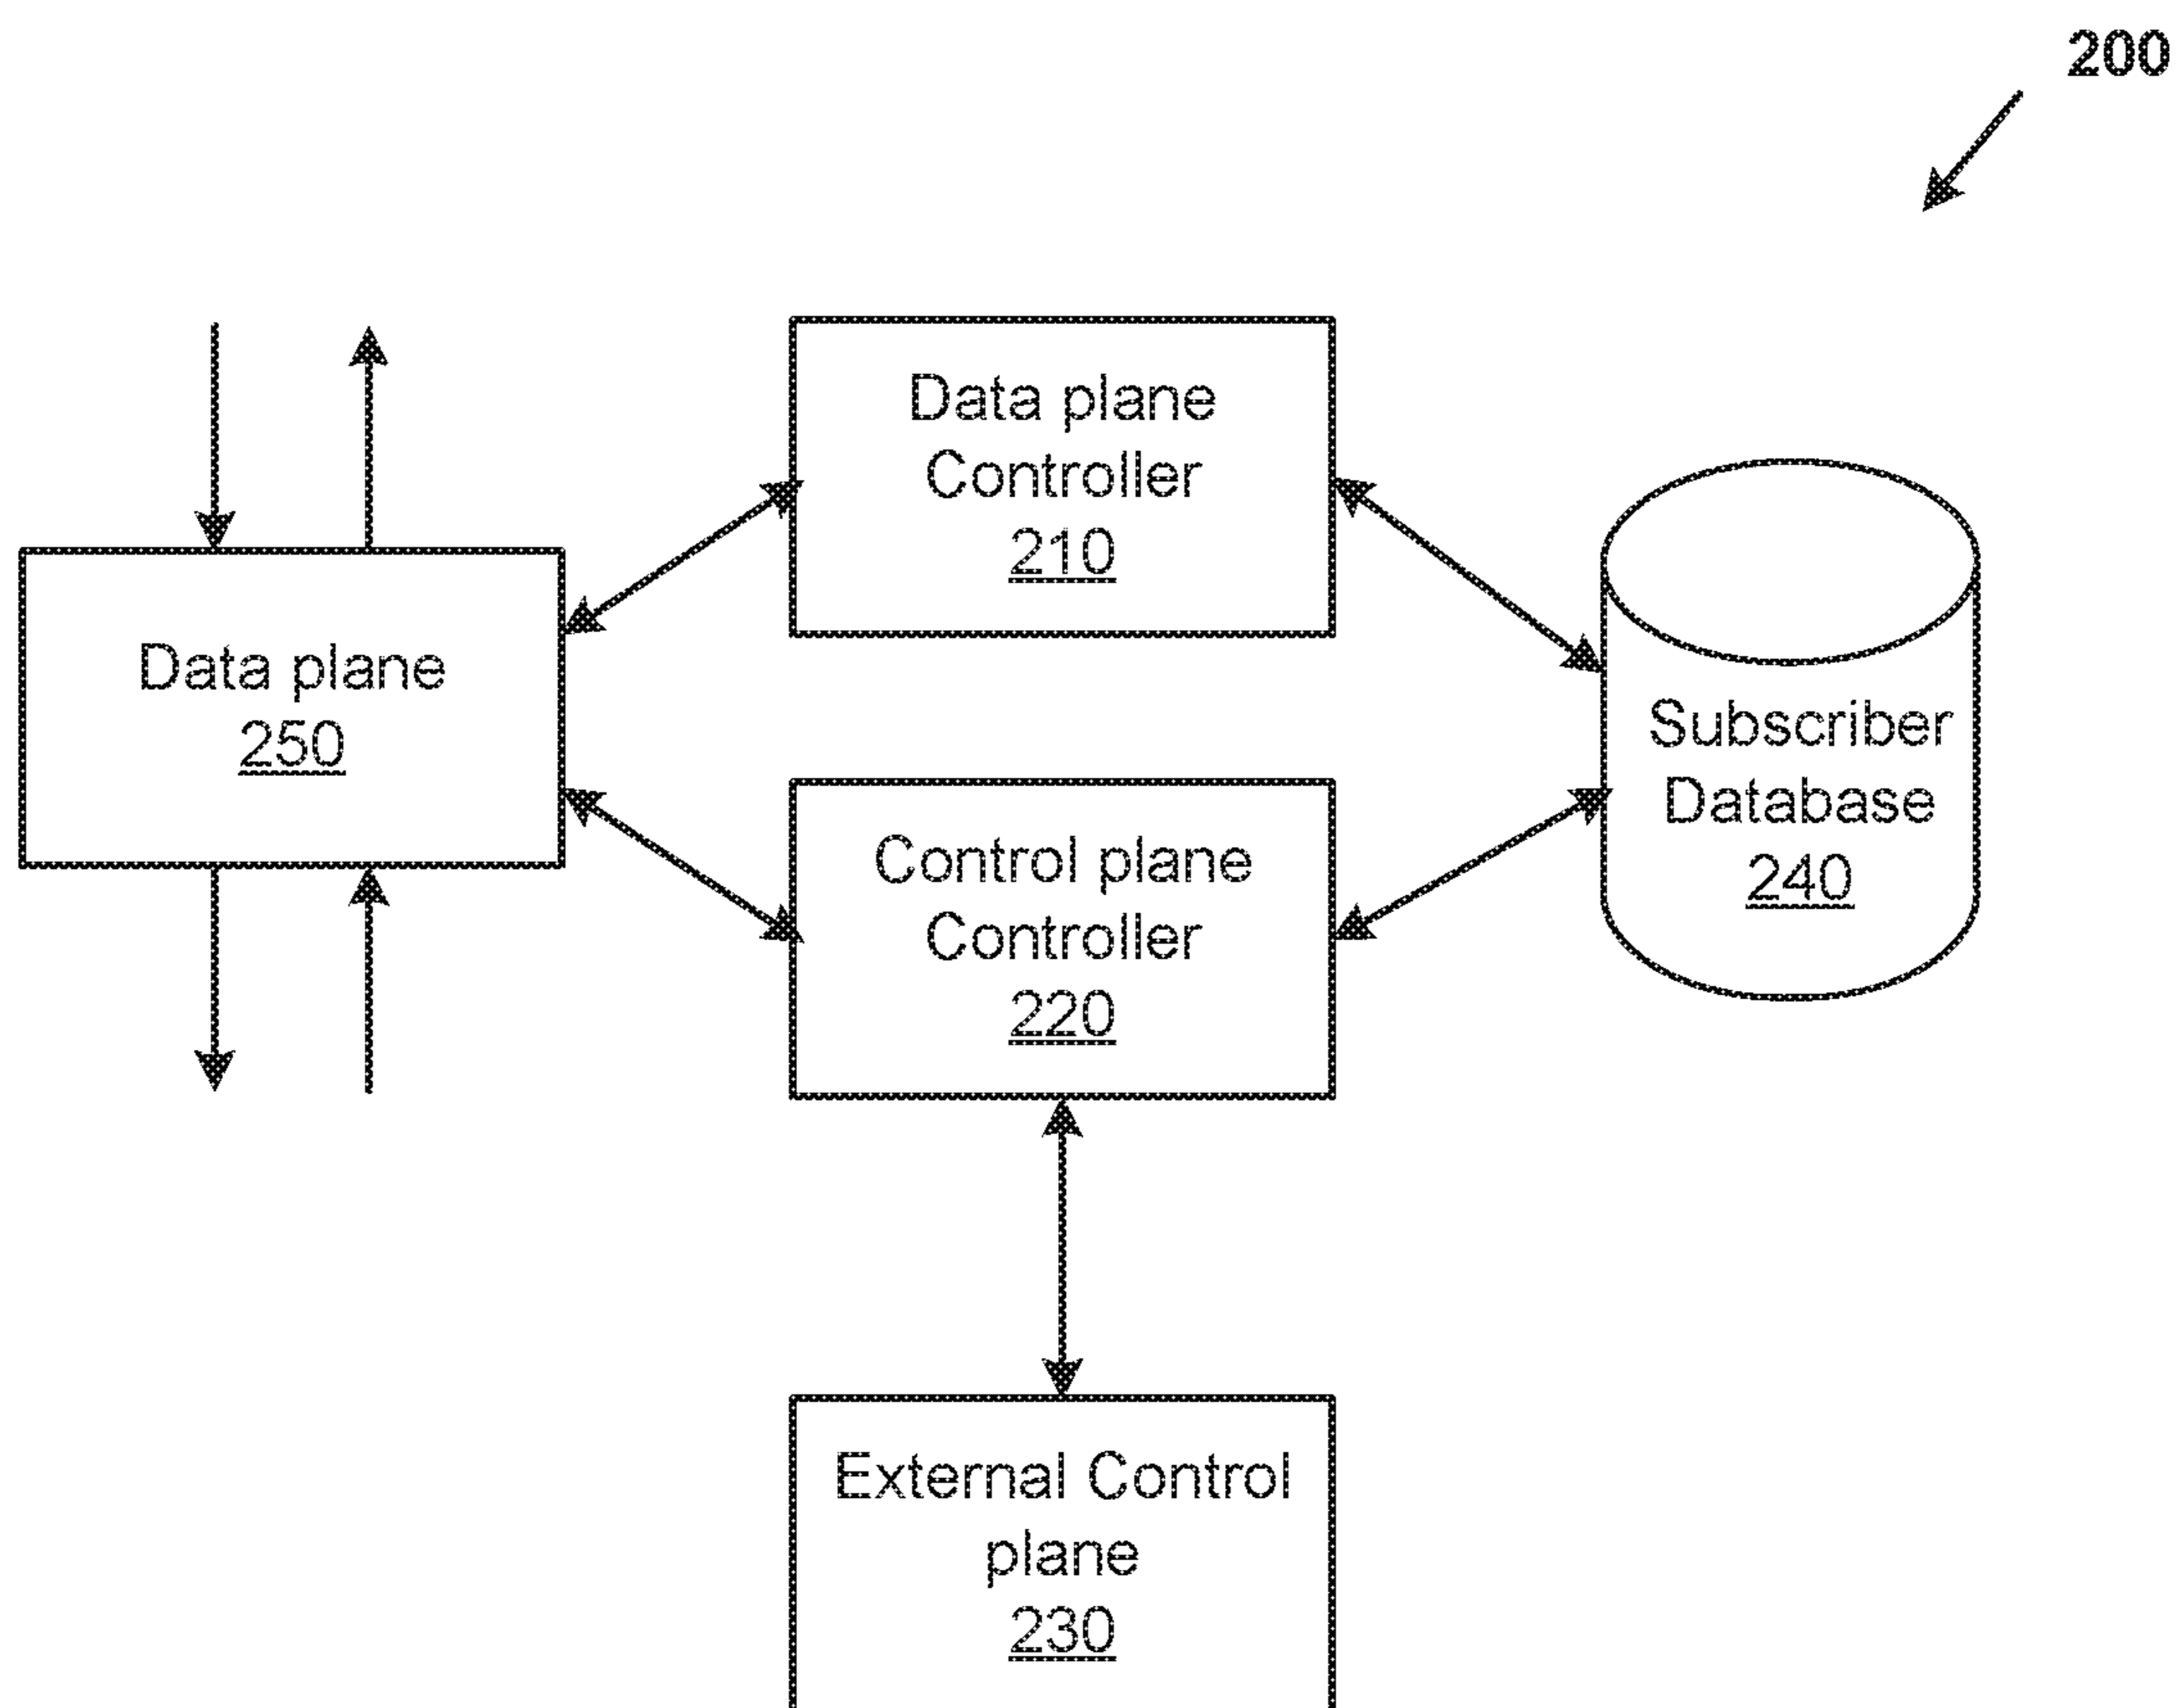 200
Data plane
Controller
210
Data plane
250
Subscriber
Database
240
Control plane
Controller
220
External Control
plane
230